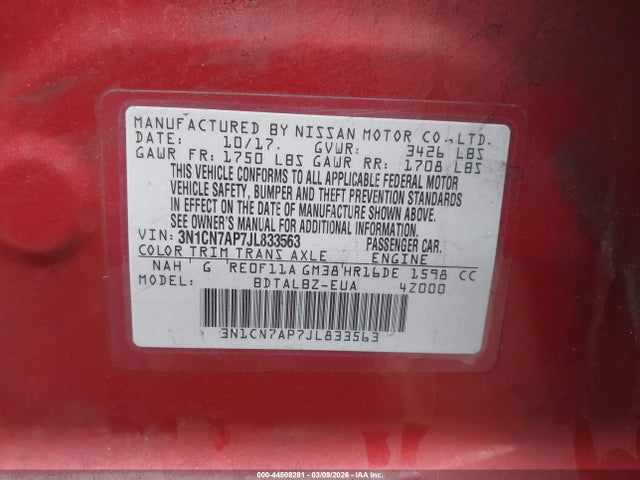 MANUFACTURED BY NISSAN MOTOR CO., LTD.
DATE: 10/17. GVWR: 3426 LBS
GAWR FR: 1750 LBS GAWR RR: 1708 LBS
THIS VEHICLE CONFORMS TO ALL APPLICABLE FEDERAL MOTOR
VEHICLE SAFETY, BUMPER AND THEFT PREVENTION STANDARDS
IN EFFECT ON THE DATE OF MANUFACTURE SHOWN ABOVE.
SEE OWNER'S MANUAL FOR ADDITIONAL INFORMATION.
VIN: 3N1CN7AP7JL833563 PASSENGER CAR.
COLOR TRIM TRANS AXLE ENGINE
NAH G RE0F11A GM38 HR16DE 1598 CC
MODEL: BDTALBZ-EUA 4Z000
3N1CN7AP7JL833563
000-44508281 - 03/09/2026 - IAA, Inc.